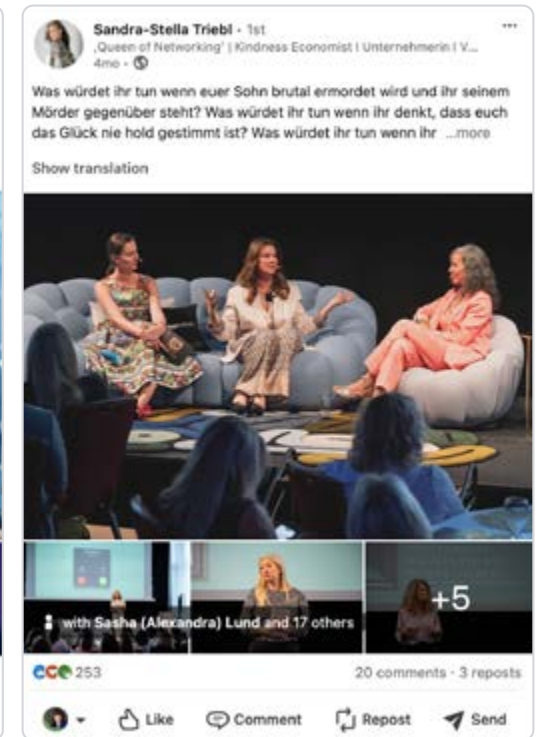 Sandra-Stella Triebl • 1st
‚Queen of Networking' | Kindness Economist I Unternehmerin I V...
4mo •
Was würdet ihr tun wenn euer Sohn brutal ermordet wird und ihr seinem
Mörder gegenüber steht? Was würdet ihr tun wenn ihr denkt, dass euch
das Glück nie hold gestimmt ist? Was würdet ihr tun wenn ihr ...more
Show translation
+5
with Sasha (Alexandra) Lund and 17 others
253
20 comments • 3 reposts
Like
Comment
Repost
Send